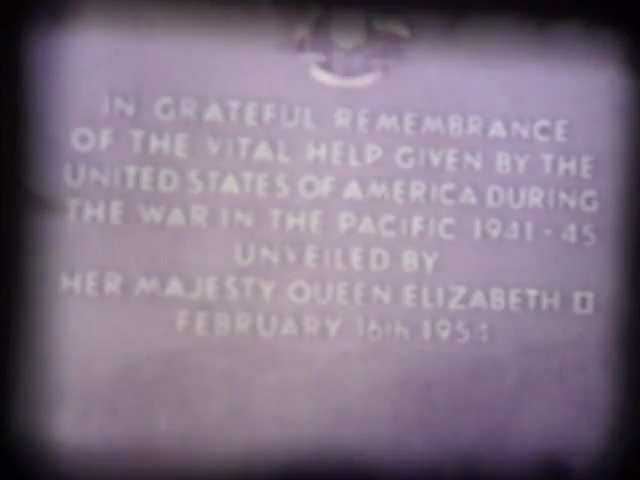 IN GRATEFUL REMEMBRANCE
OF THE VITAL HELP GIVEN BY THE
UNITED STATES OF AMERICA DURING
THE WAR IN THE PACIFIC 1941-45
UNVEILED BY
HER MAJESTY QUEEN ELIZABETH II
FEBRUARY 16th 1954